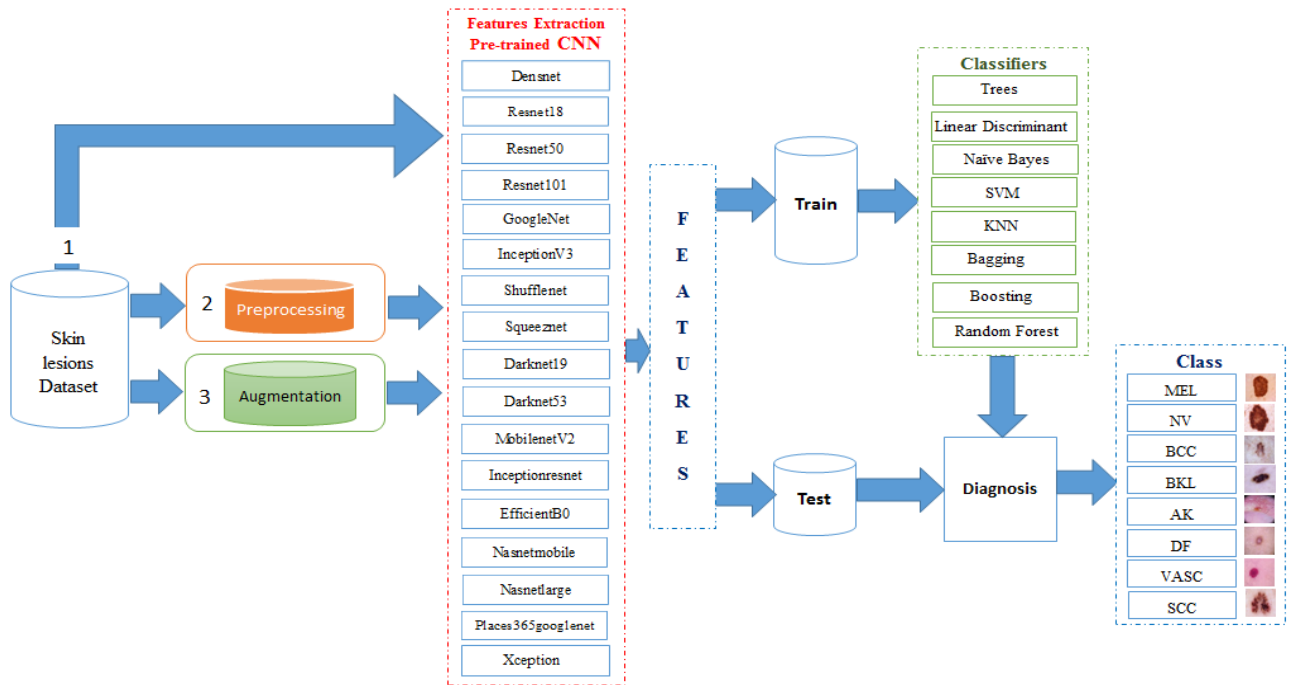 1
Skin
lesions
Dataset
2
Preprocessing
3
Augmentation
Features Extraction
Pre-trained CNN
Densnet
Resnet18
Resnet50
Resnet101
GoogleNet
InceptionV3
Shufflenet
Squeeznet
Darknet19
Darknet53
MobilenetV2
Inceptionresnet
EfficientB0
Nasnetmobile
Nasnetlarge
Places365googlenet
Xception
F
E
A
T
U
R
E
S
Train
Test
Classifiers
Trees
Linear Discriminant
Naïve Bayes
SVM
KNN
Bagging
Boosting
Random Forest
Diagnosis
Class
MEL
NV
BCC
BKL
AK
DF
VASC
SCC